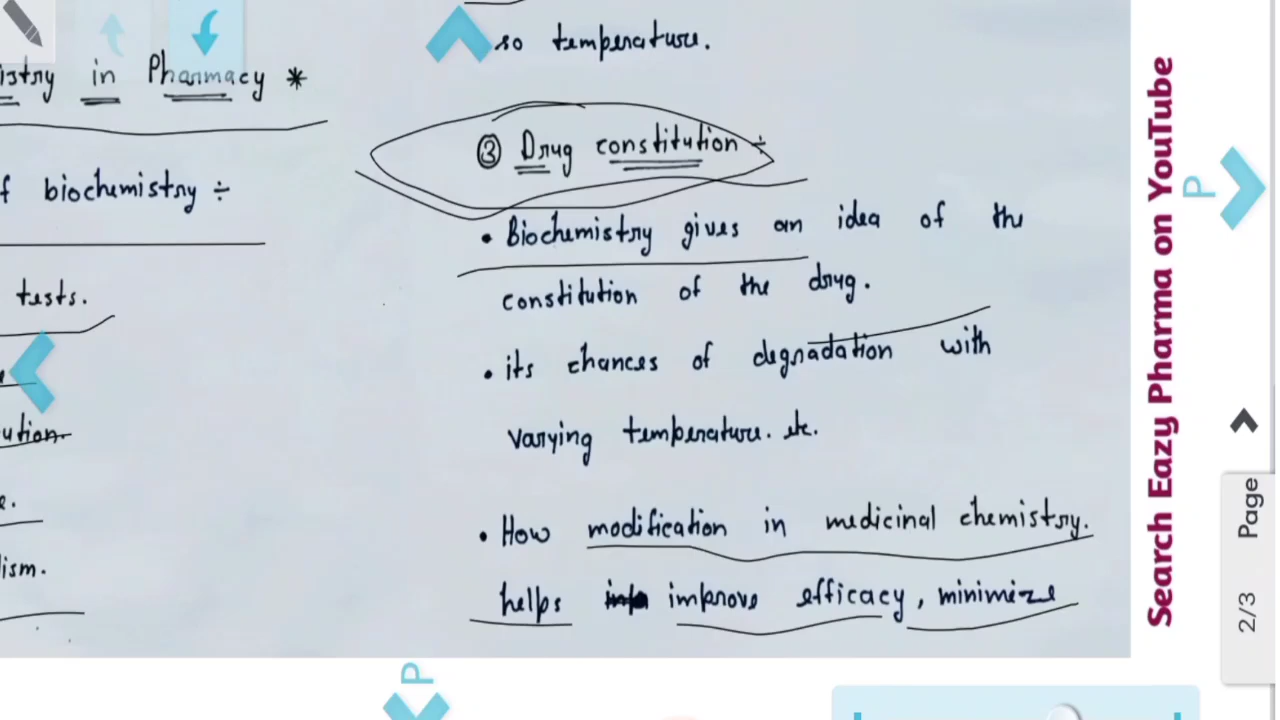 istry in Pharmacy *
f biochemistry ÷
tests.
ution
e.
lism.
so temperature.
③ Drug constitution ÷
• Biochemistry gives an idea of the
constitution of the drug.
• its chances of degradation with
varying temperature. etc.
• How modification in medicinal chemistry.
helps improve efficacy, minimize
Search Eazy Pharma on YouTube
P
P
2/3 Page